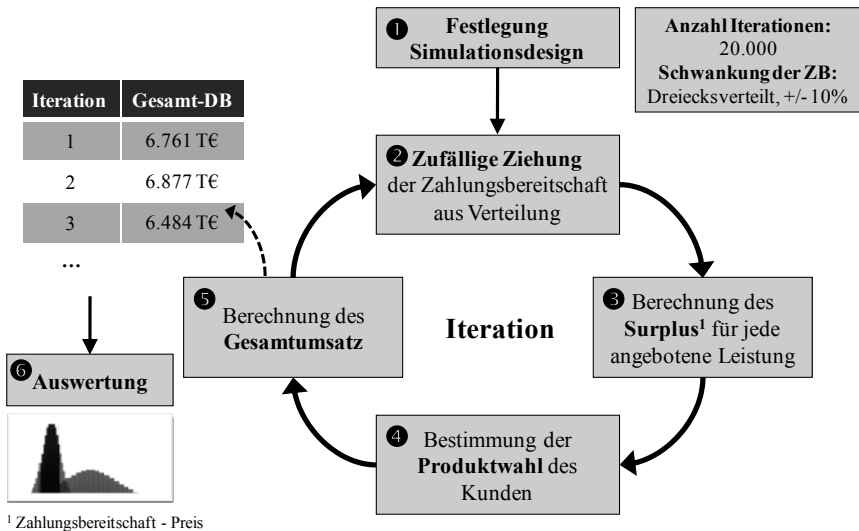 ❶ Festlegung
Simulationsdesign
Anzahl Iterationen:
20.000
Schwankung der ZB:
Dreiecksverteilt, +/- 10%
Iteration Gesamt-DB
1 6.761 T€
2 6.877 T€
3 6.484 T€
...
❷ Zufällige Ziehung
der Zahlungsbereitschaft
aus Verteilung
❸ Berechnung des
Surplus¹ für jede
angebotene Leistung
❹ Bestimmung der
Produktwahl des
Kunden
❺ Berechnung des
Gesamtumsatz
Iteration
❻ Auswertung
¹ Zahlungsbereitschaft - Preis